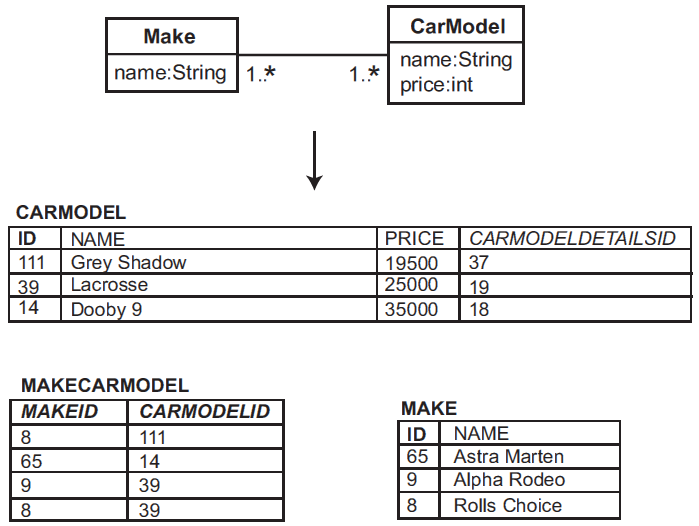 Make
name:String
1..*
1..*
CarModel
name:String
price:int
CARMODEL
ID NAME PRICE CARMODELDETAILSID
111 Grey Shadow 19500 37
39 Lacrosse 25000 19
14 Dooby 9 35000 18
MAKECARMODEL
MAKEID CARMODELID
8 111
65 14
9 39
8 39
MAKE
ID NAME
65 Astra Marten
9 Alpha Rodeo
8 Rolls Choice